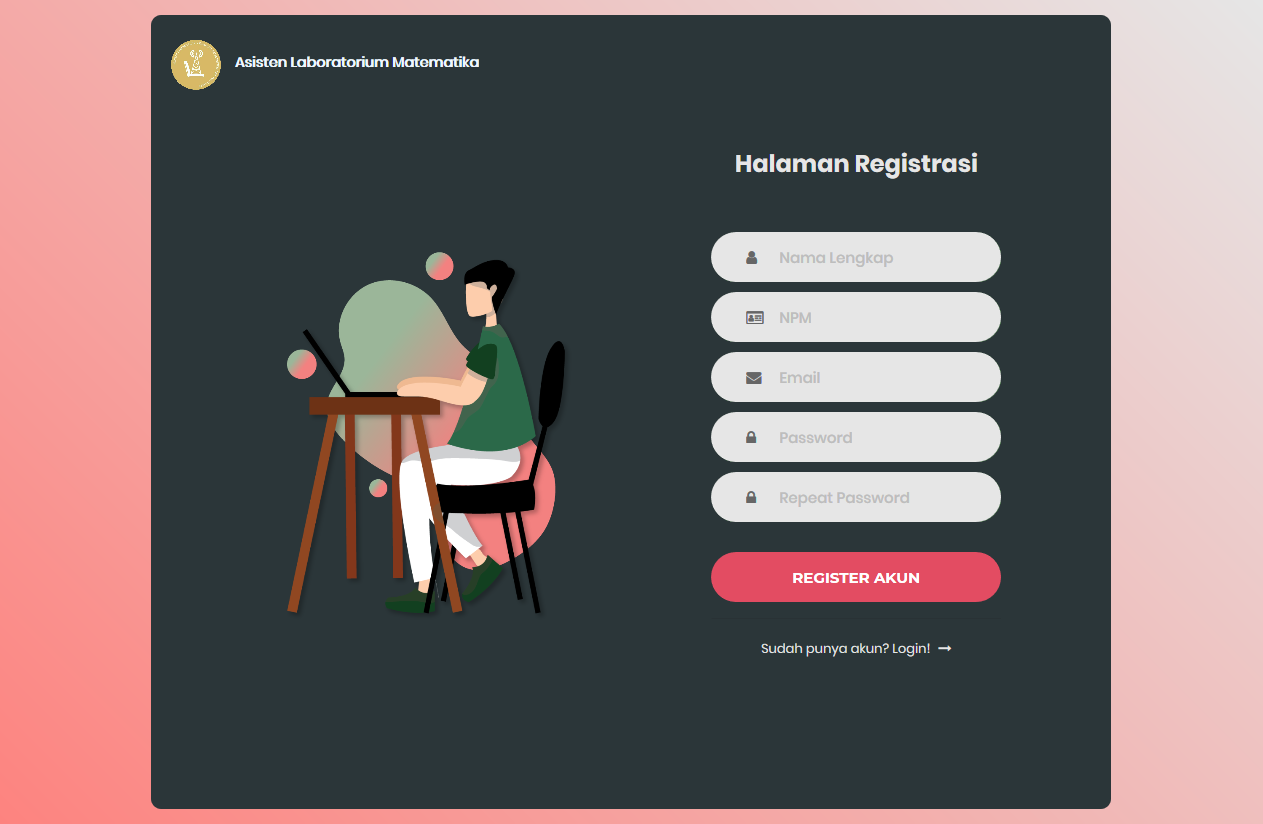 Asisten Laboratorium Matematika
Halaman Registrasi
Nama Lengkap
NPM
Email
Password
Repeat Password
REGISTER AKUN
Sudah punya akun? Login!